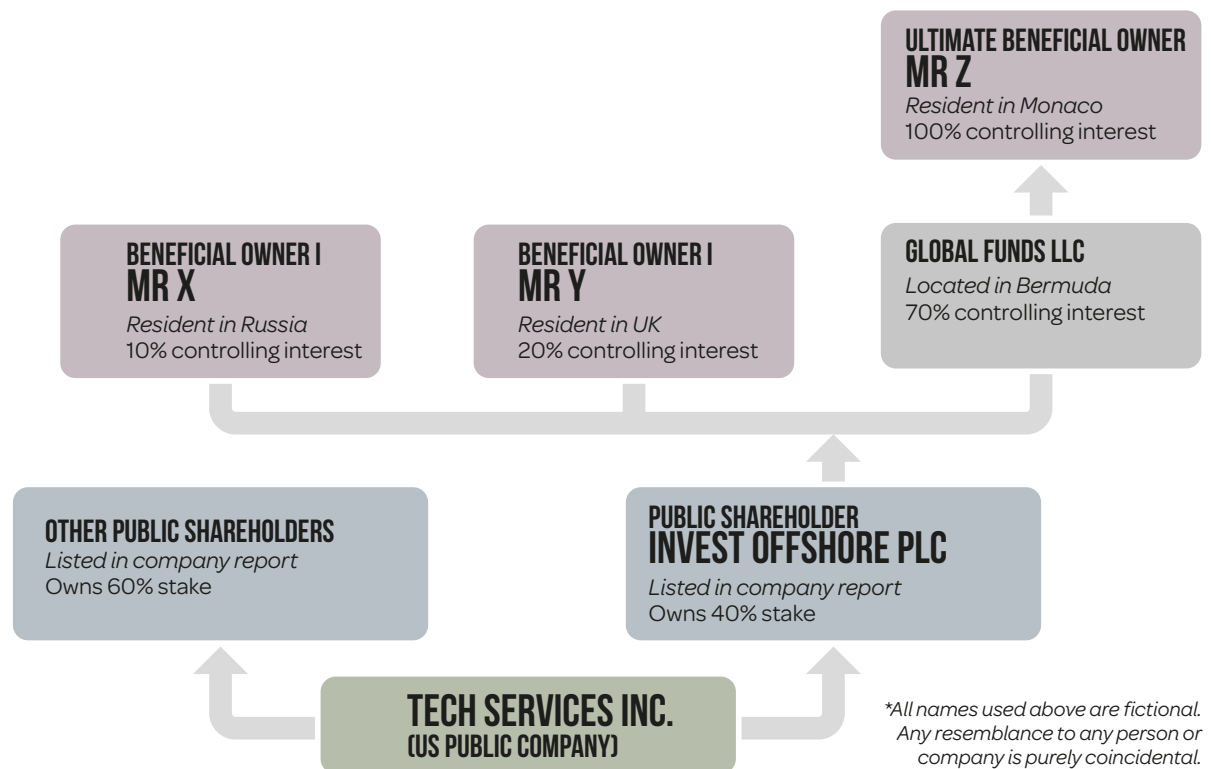 ULTIMATE BENEFICIAL OWNER
MR Z
Resident in Monaco
100% controlling interest
BENEFICIAL OWNER I
MR X
Resident in Russia
10% controlling interest
BENEFICIAL OWNER I
MR Y
Resident in UK
20% controlling interest
GLOBAL FUNDS LLC
Located in Bermuda
70% controlling interest
OTHER PUBLIC SHAREHOLDERS
Listed in company report
Owns 60% stake
PUBLIC SHAREHOLDER
INVEST OFFSHORE PLC
Listed in company report
Owns 40% stake
TECH SERVICES INC.
(US PUBLIC COMPANY)
*All names used above are fictional.
Any resemblance to any person or
company is purely coincidental.